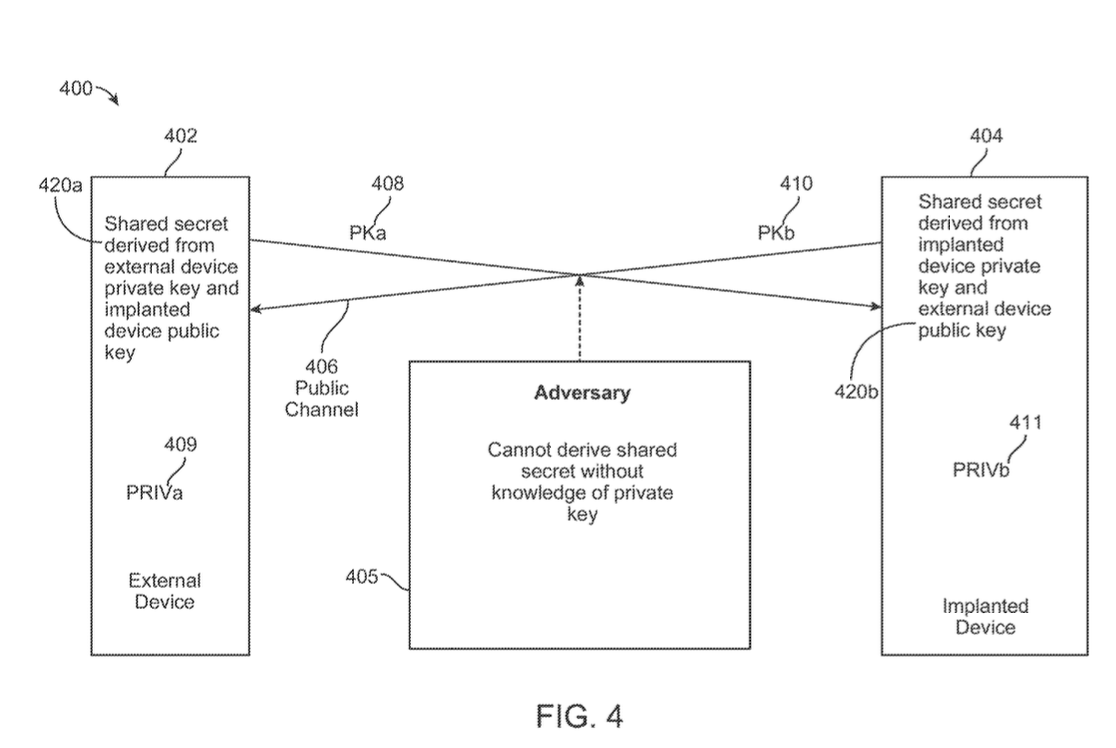 400
402
404
420a
408
410
Shared secret
derived from
external device
private key and
implanted
device public
key
PKa
PKb
Shared secret
derived from
implanted
device private
key and
external device
public key
406
Public
Channel
420b
Adversary
Cannot derive shared
secret without
knowledge of private
key
409
PRIVa
411
PRIVb
405
External
Device
Implanted
Device
FIG. 4